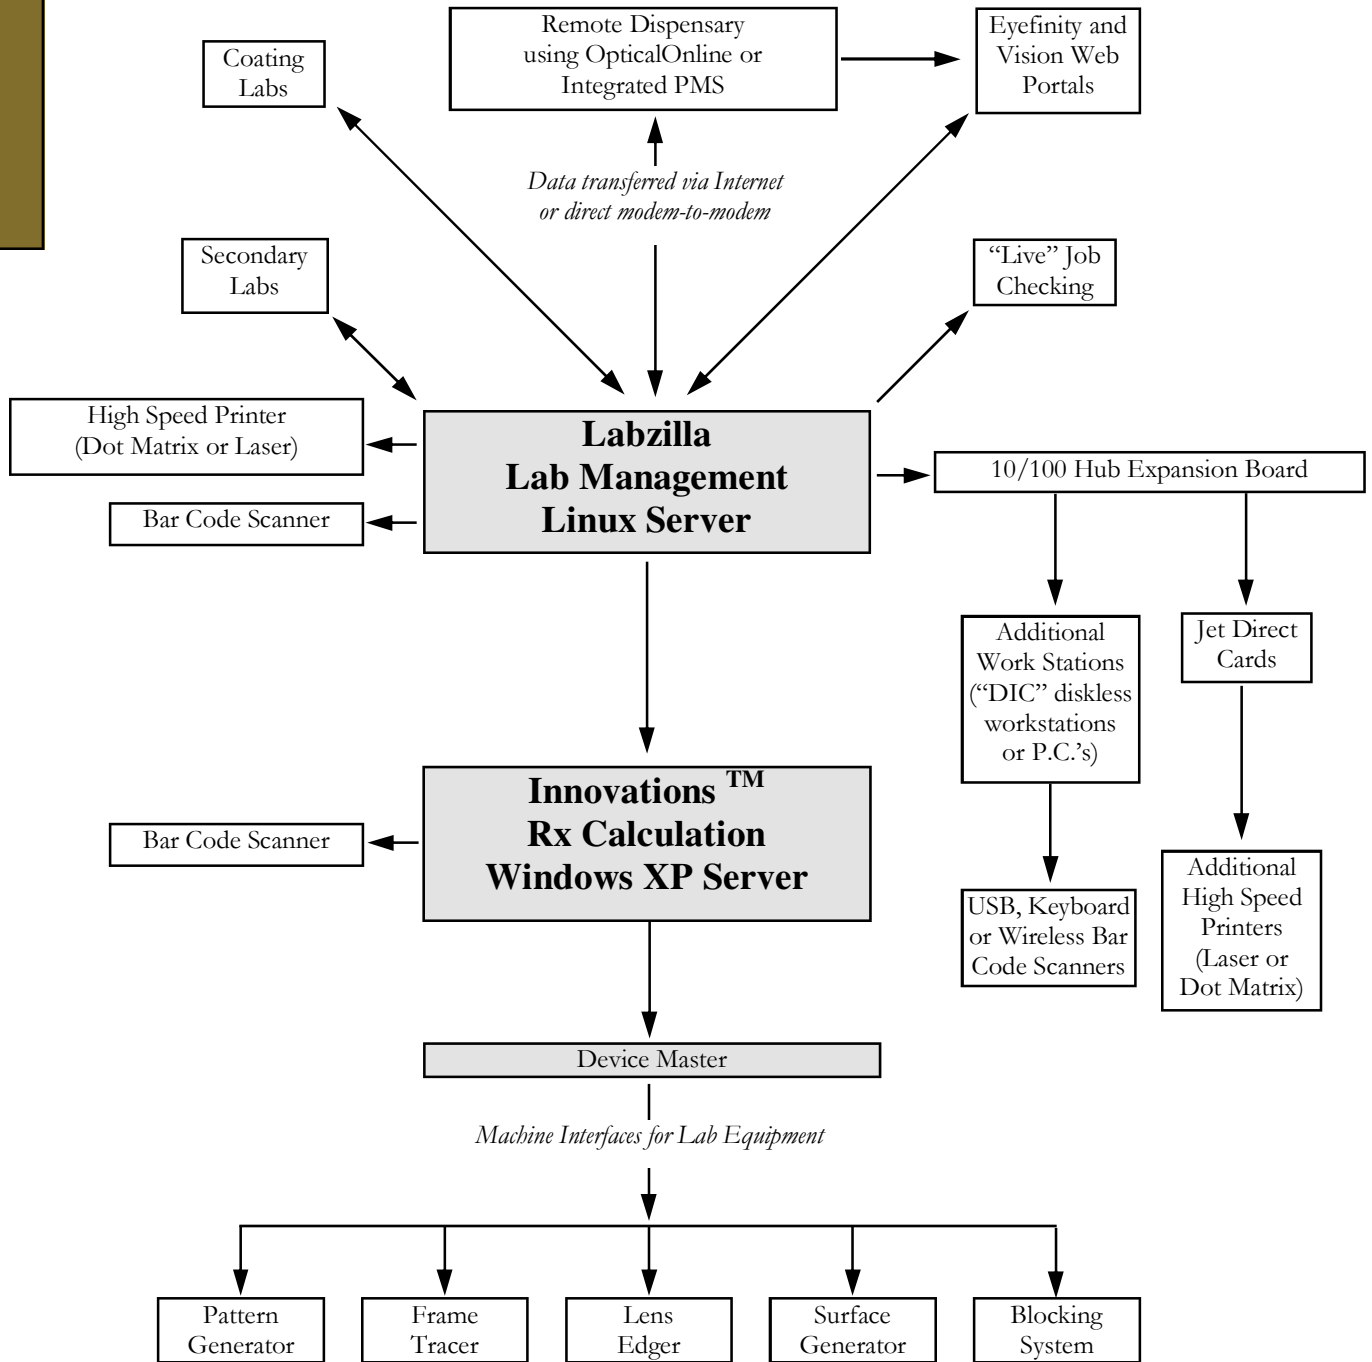 Coating
Labs
Remote Dispensary
using OpticalOnline or
Integrated PMS
Eyefinity and
Vision Web
Portals
Data transferred via Internet
or direct modem-to-modem
Secondary
Labs
“Live” Job
Checking
High Speed Printer
(Dot Matrix or Laser)
Bar Code Scanner
Labzilla
Lab Management
Linux Server
10/100 Hub Expansion Board
Additional
Work Stations
(“DIC” diskless
workstations
or P.C.’s)
Jet Direct
Cards
Innovations TM
Rx Calculation
Windows XP Server
Bar Code Scanner
USB, Keyboard
or Wireless Bar
Code Scanners
Additional
High Speed
Printers
(Laser or
Dot Matrix)
Device Master
Machine Interfaces for Lab Equipment
Pattern
Generator
Frame
Tracer
Lens
Edger
Surface
Generator
Blocking
System